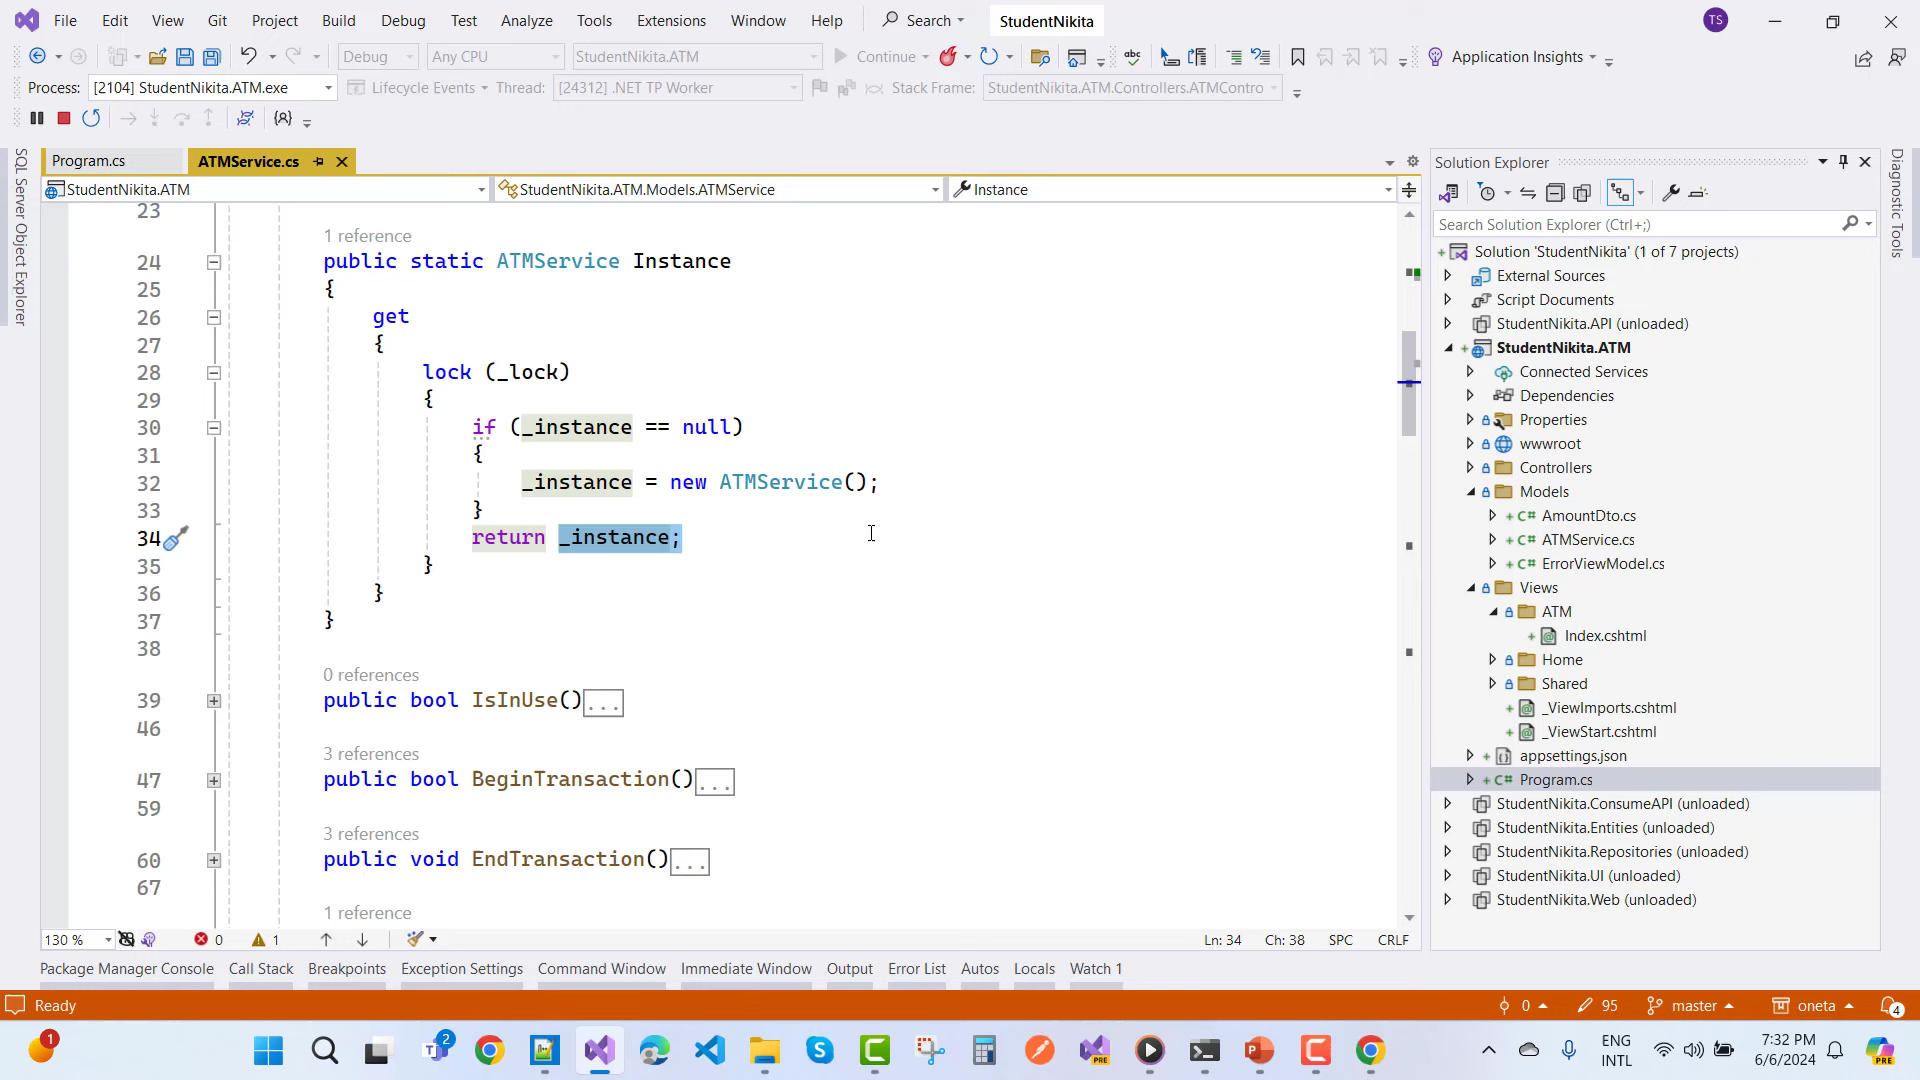 File Edit View Git Project Build Debug Test Analyze Tools Extensions Window Help Search StudentNikita TS
Debug Any CPU StudentNikita.ATM Continue Application Insights
Process: [2104] StudentNikita.ATM.exe Lifecycle Events Thread: [24312] .NET TP Worker Stack Frame: StudentNikita.ATM.Controllers.ATMContro
Program.cs ATMService.cs
StudentNikita.ATM StudentNikita.ATM.Models.ATMService Instance
SQL Server Object Explorer
23
1 reference
24 public static ATMService Instance
25 {
26 get
27 {
28 lock (_lock)
29 {
30 if (_instance == null)
31 {
32 _instance = new ATMService();
33 }
34 return _instance;
35 }
36 }
37 }
38
0 references
39 public bool IsInUse()...
46
3 references
47 public bool BeginTransaction()...
59
3 references
60 public void EndTransaction()...
67
1 reference
130 % 0 1 Ln: 34 Ch: 38 SPC CRLF
Solution Explorer
Search Solution Explorer (Ctrl+;)
Solution 'StudentNikita' (1 of 7 projects)
External Sources
Script Documents
StudentNikita.API (unloaded)
StudentNikita.ATM
Connected Services
Dependencies
Properties
wwwroot
Controllers
Models
C# AmountDto.cs
C# ATMService.cs
C# ErrorViewModel.cs
Views
ATM
Index.cshtml
Home
Shared
_ViewImports.cshtml
_ViewStart.cshtml
appsettings.json
C# Program.cs
StudentNikita.ConsumeAPI (unloaded)
StudentNikita.Entities (unloaded)
StudentNikita.Repositories (unloaded)
StudentNikita.UI (unloaded)
StudentNikita.Web (unloaded)
Diagnostic Tools
Package Manager Console Call Stack Breakpoints Exception Settings Command Window Immediate Window Output Error List Autos Locals Watch 1
Ready 0 95 master oneta 4
1 2 PRE ENG
INTL 7:32 PM
6/6/2024 PRE